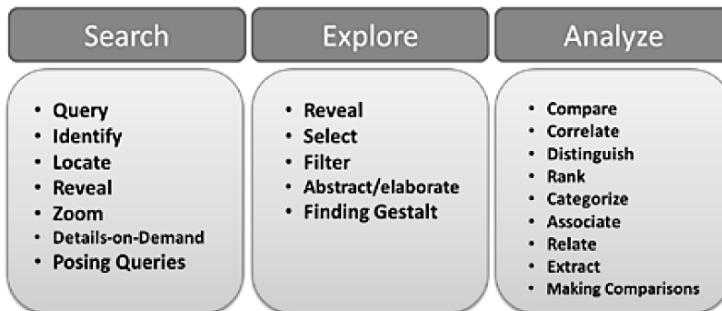 Search
• Query
• Identify
• Locate
• Reveal
• Zoom
• Details-on-Demand
• Posing Queries
Explore
• Reveal
• Select
• Filter
• Abstract/elaborate
• Finding Gestalt
Analyze
• Compare
• Correlate
• Distinguish
• Rank
• Categorize
• Associate
• Relate
• Extract
• Making Comparisons